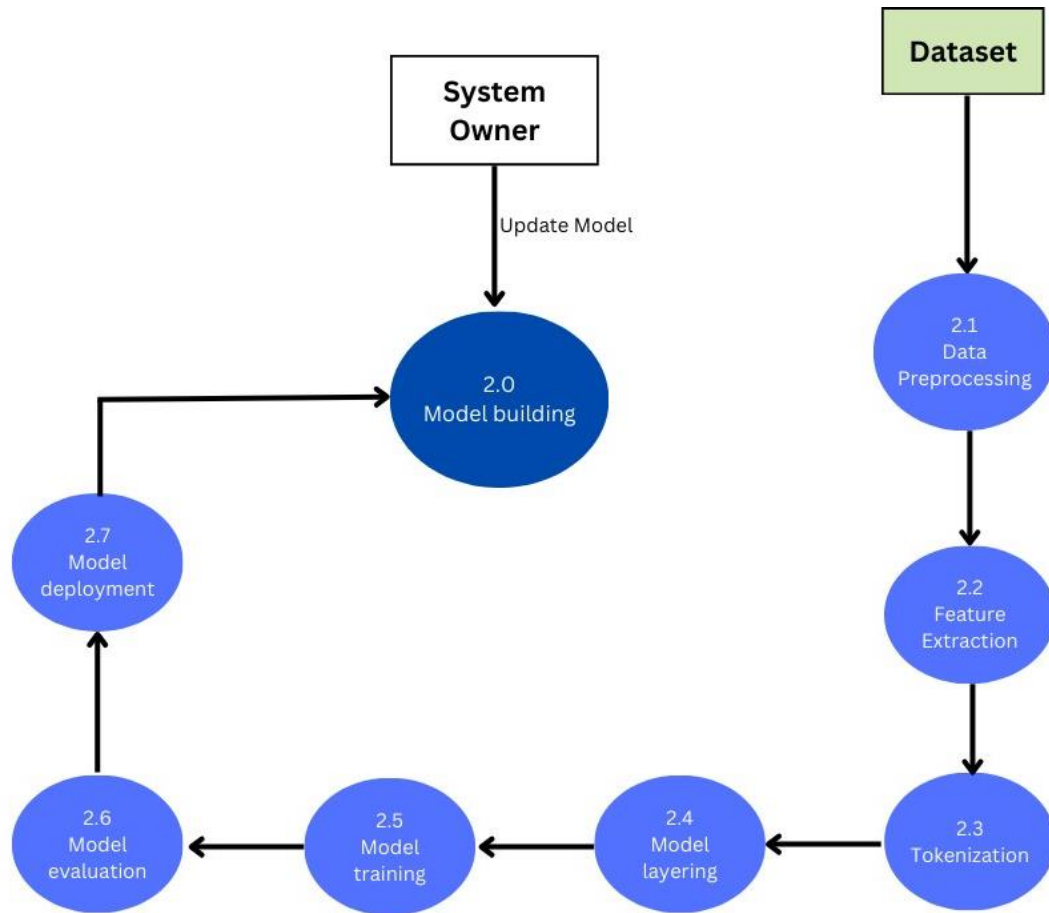 Dataset
System
Owner
Update Model
2.0
Model building
2.1
Data
Preprocessing
2.2
Feature
Extraction
2.3
Tokenization
2.4
Model
layering
2.5
Model
training
2.6
Model
evaluation
2.7
Model
deployment